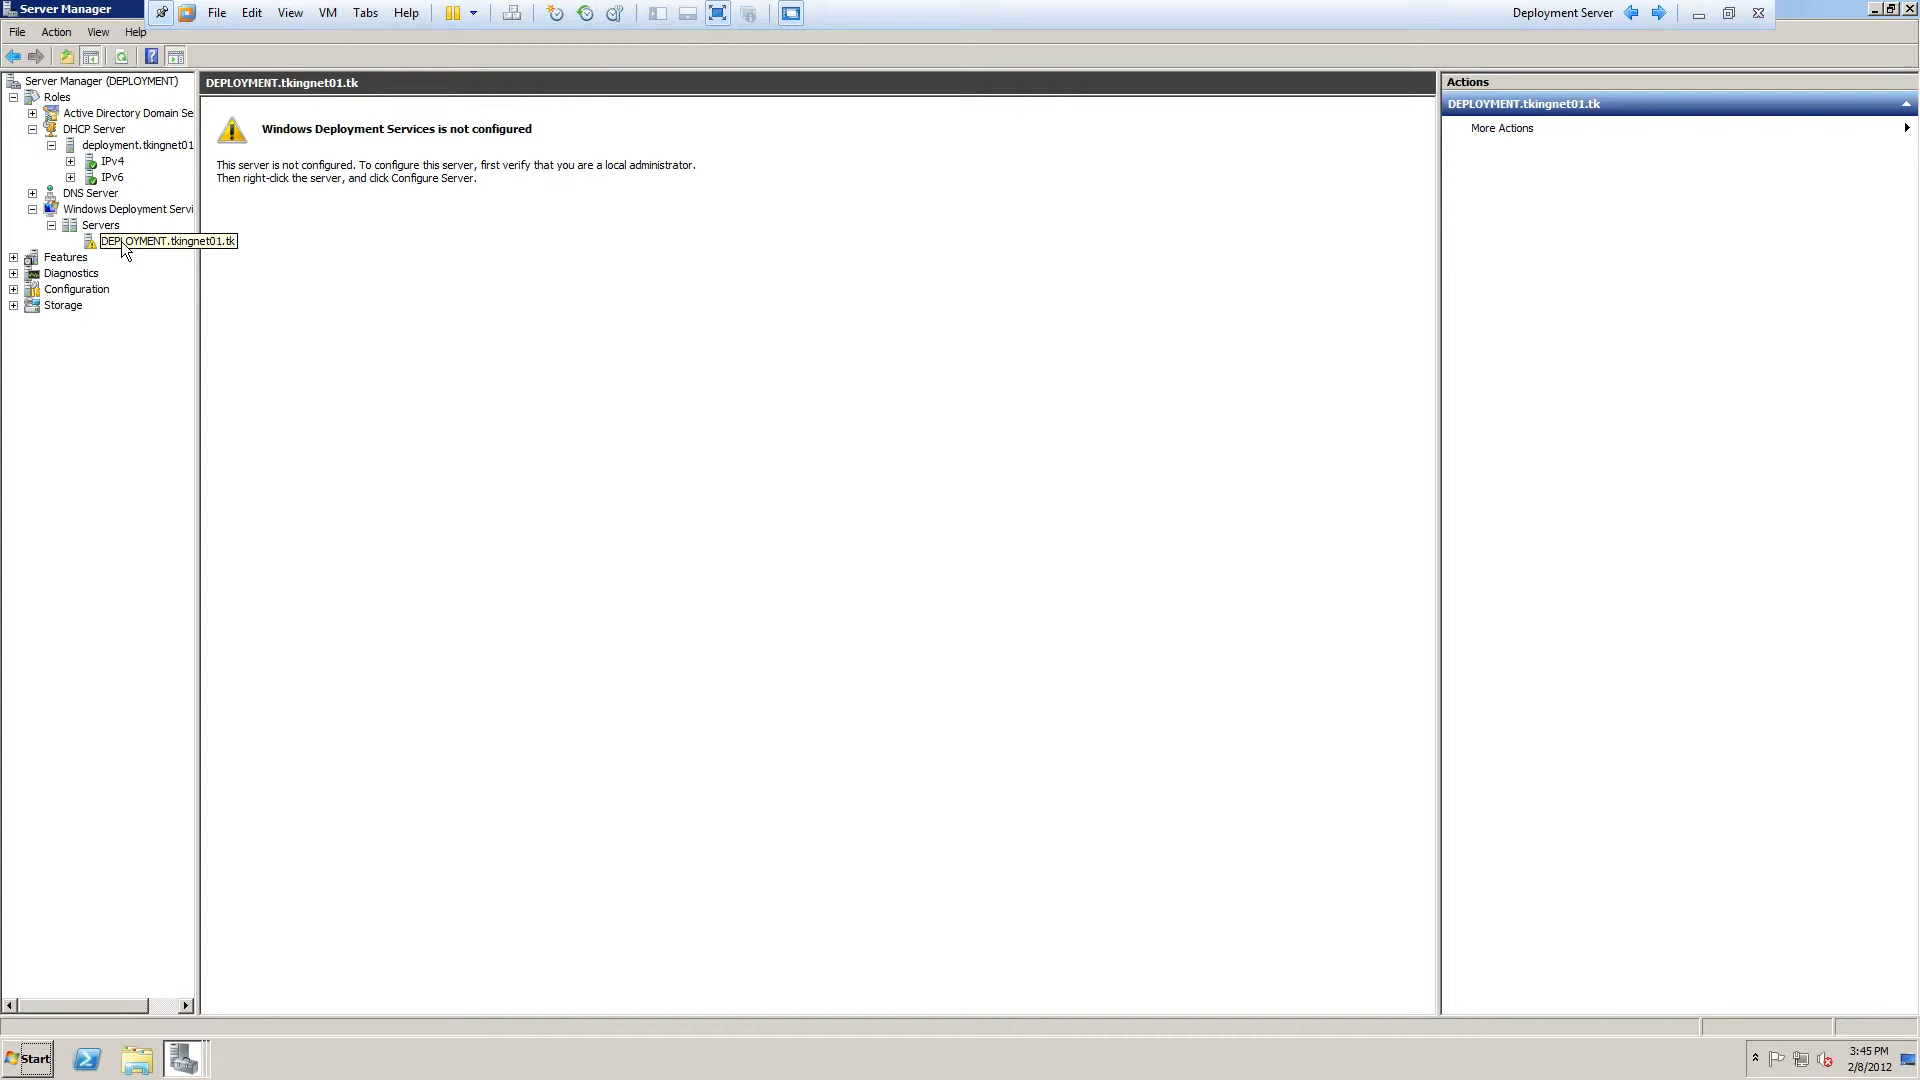 Server Manager
File Edit View VM Tabs Help
Deployment Server
File Action View Help
Server Manager (DEPLOYMENT)
Roles
Active Directory Domain Se
DHCP Server
deployment.tkingnet01
IPv4
IPv6
DNS Server
Windows Deployment Servi
Servers
DEPLOYMENT.tkingnet01.tk
Features
Diagnostics
Configuration
Storage
DEPLOYMENT.tkingnet01.tk
Windows Deployment Services is not configured
This server is not configured. To configure this server, first verify that you are a local administrator.
Then right-click the server, and click Configure Server.
Actions
DEPLOYMENT.tkingnet01.tk
More Actions
Start
3:45 PM
2/8/2012